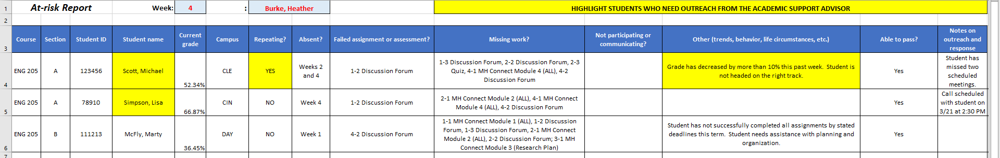 1
At-risk Report Week: 4 : Burke, Heather HIGHLIGHT STUDENTS WHO NEED OUTREACH FROM THE ACADEMIC SUPPORT ADVISOR
2
3
Course
Section
Student ID
Student name
Current
grade
Campus
Repeating?
Absent?
Failed assignment or assessment?
Missing work?
Not participating or
communicating?
Other (trends, behavior, life circumstances, etc.)
Able to pass?
Notes on
outreach and
response
4
ENG 205
A
123456
Scott, Michael
52.34%
CLE
YES
Weeks 2
and 4
1-2 Discussion Forum
1-3 Discussion Forum, 2-2 Discussion Forum, 2-3
Quiz, 4-1 MH Connect Module 4 (ALL), 4-2
Discussion Forum
Grade has decreased by more than 10% this past week.  Student is
not headed on the right track.
Yes
Student has
missed two
scheduled
meetings.
5
ENG 205
A
78910
Simpson, Lisa
66.87%
CIN
NO
Week 4
1-2 Discussion Forum
2-1 MH Connect Module 2 (ALL), 4-1 MH Connect
Module 4 (ALL), 4-2 Discussion Forum
Yes
Call scheduled
with student on
3/21 at 2:30 PM
6
ENG 205
B
111213
McFly, Marty
36.45%
DAY
NO
Week 1
4-2 Discussion Forum
1-1 MH Connect Module 1 (ALL), 1-2 Discussion
Forum, 1-3 Discussion Forum, 2-1 MH Connect
Module 2 (ALL), 2-2 Discussion Forum; 3-1 MH
Connect Module 3 (Research Plan)
Student has not successfully completed all assignments by stated
deadlines this term.  Student needs assistance with planning and
organization.
Yes
7